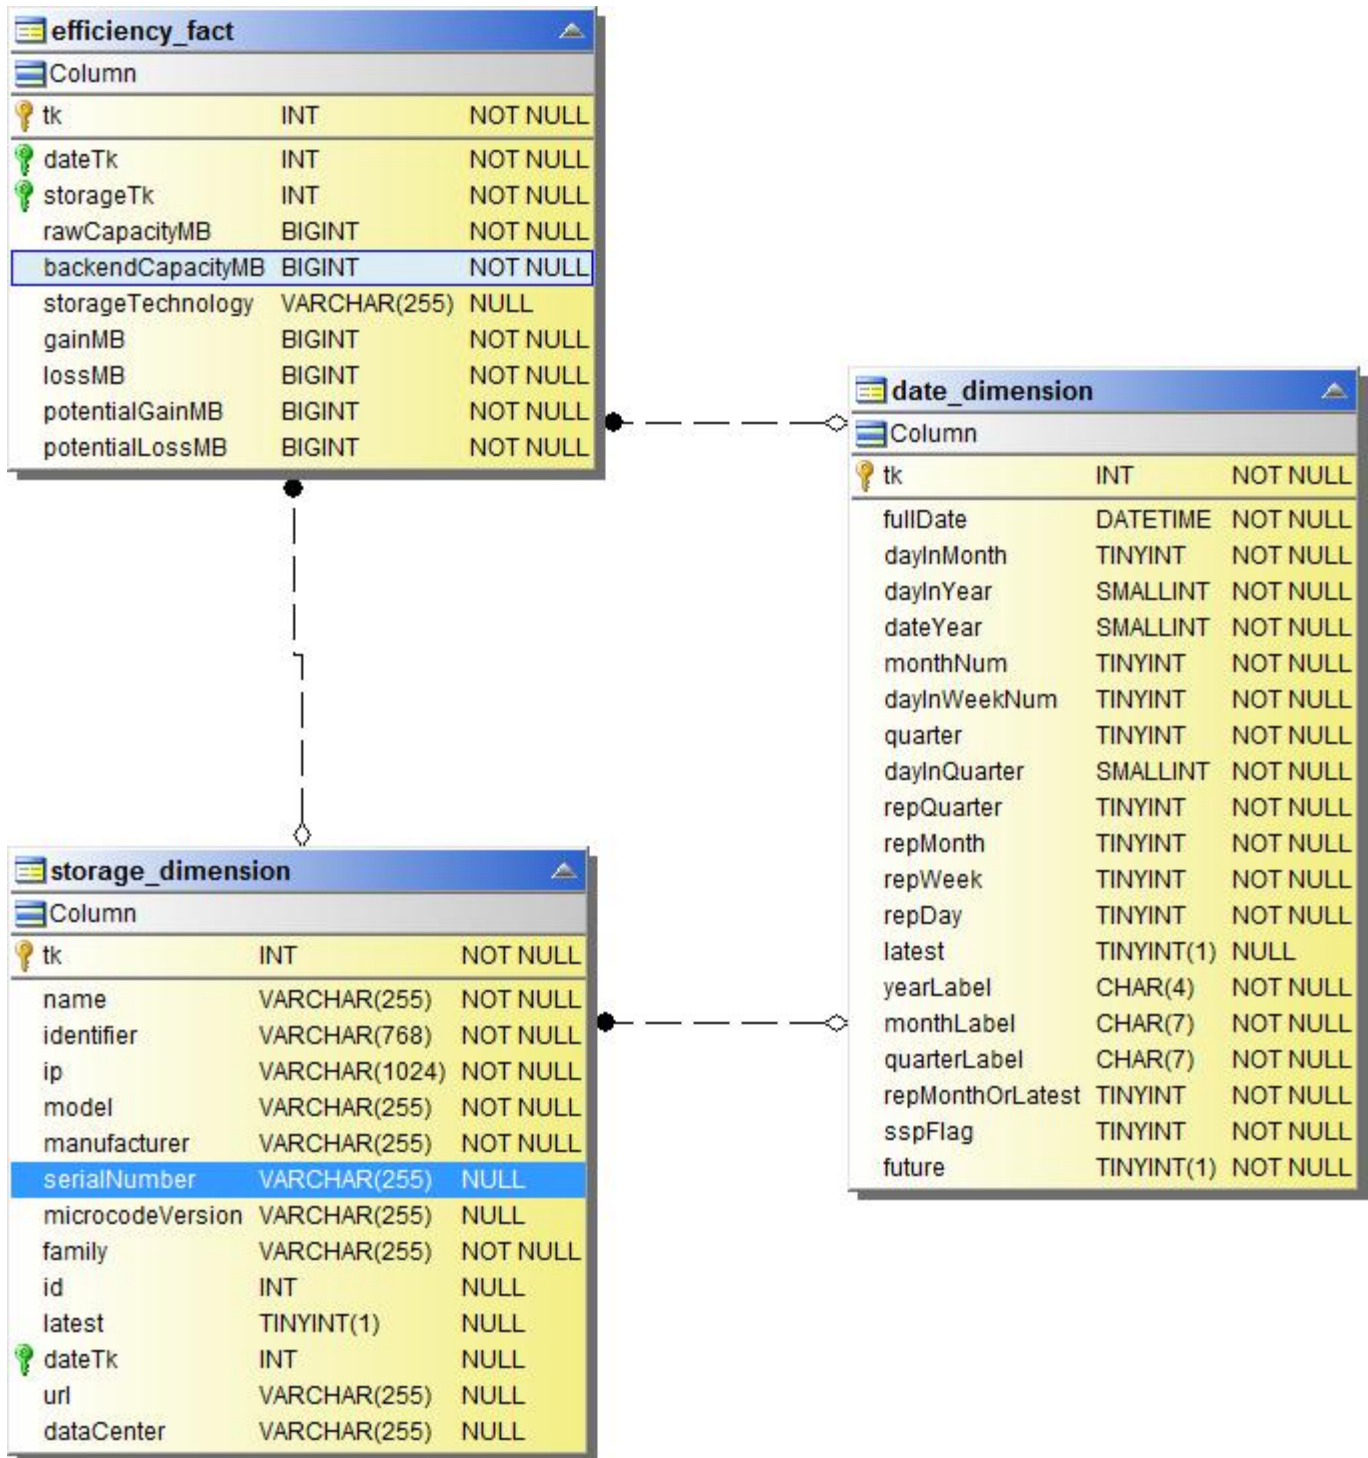 efficiency_fact
Column
tk INT NOT NULL
dateTk INT NOT NULL
storageTk INT NOT NULL
rawCapacityMB BIGINT NOT NULL
backendCapacityMB BIGINT NOT NULL
storageTechnology VARCHAR(255) NULL
gainMB BIGINT NOT NULL
lossMB BIGINT NOT NULL
potentialGainMB BIGINT NOT NULL
potentialLossMB BIGINT NOT NULL
date_dimension
Column
tk INT NOT NULL
fullDate DATETIME NOT NULL
dayInMonth TINYINT NOT NULL
dayInYear SMALLINT NOT NULL
dateYear SMALLINT NOT NULL
monthNum TINYINT NOT NULL
dayInWeekNum TINYINT NOT NULL
quarter TINYINT NOT NULL
dayInQuarter SMALLINT NOT NULL
repQuarter TINYINT NOT NULL
repMonth TINYINT NOT NULL
repWeek TINYINT NOT NULL
repDay TINYINT NOT NULL
latest TINYINT(1) NULL
yearLabel CHAR(4) NOT NULL
monthLabel CHAR(7) NOT NULL
quarterLabel CHAR(7) NOT NULL
repMonthOrLatest TINYINT NOT NULL
sspFlag TINYINT NOT NULL
future TINYINT(1) NOT NULL
storage_dimension
Column
tk INT NOT NULL
name VARCHAR(255) NOT NULL
identifier VARCHAR(768) NOT NULL
ip VARCHAR(1024) NOT NULL
model VARCHAR(255) NOT NULL
manufacturer VARCHAR(255) NOT NULL
serialNumber VARCHAR(255) NULL
microcodeVersion VARCHAR(255) NULL
family VARCHAR(255) NOT NULL
id INT NULL
latest TINYINT(1) NULL
dateTk INT NULL
url VARCHAR(255) NULL
dataCenter VARCHAR(255) NULL